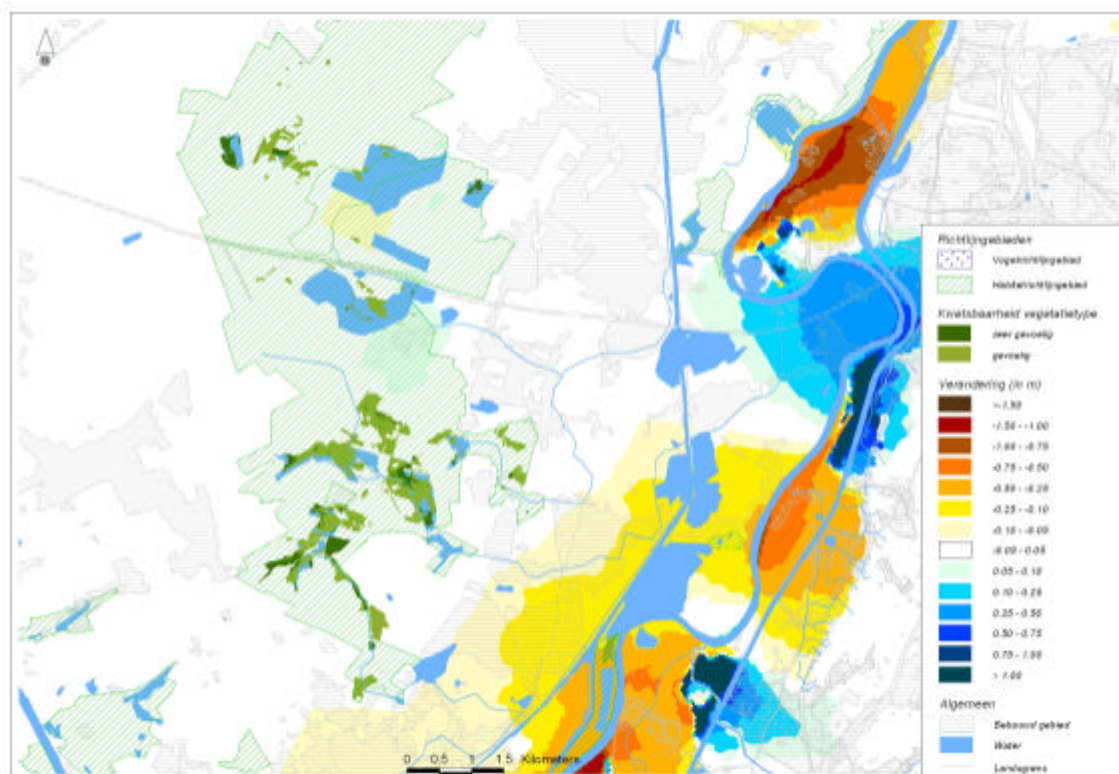 Richtlijngebieden
Vogelrichtlijngebied
Habitatrichtlijngebied
Kwetsbaarheid vegetatietype
zeer gevoelig
gevoelig
Verandering (in m)
-1.50 - -1.00
-1.00 - -0.75
-0.75 - -0.50
-0.50 - -0.25
-0.25 - -0.10
-0.10 - -0.05
-0.05 - 0.05
0.05 - 0.10
0.10 - 0.25
0.25 - 0.50
0.50 - 0.75
0.75 - 1.00
> 1.00
Algemeen
Bebouwd gebied
Water
Landsgrens
0 0.5 1 1.5 Kilometers